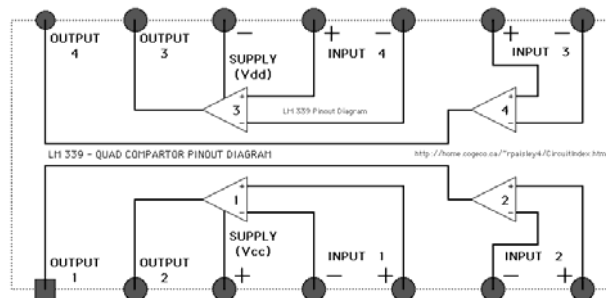 OUTPUT 4
OUTPUT 3
−
SUPPLY (Vdd)
+ INPUT 4 −
+ INPUT 3 −
+
3
−
LM 339 Pinout Diagram
+
4
−
LM 339 - QUAD COMPARTOR PINOUT DIAGRAM
http://home.cogeco.ca/~rpaisley4/CircuitIndex.htm
+
1
−
+
2
−
OUTPUT 1
OUTPUT 2
SUPPLY (Vcc)
+
− INPUT 1 +
− INPUT 2 +